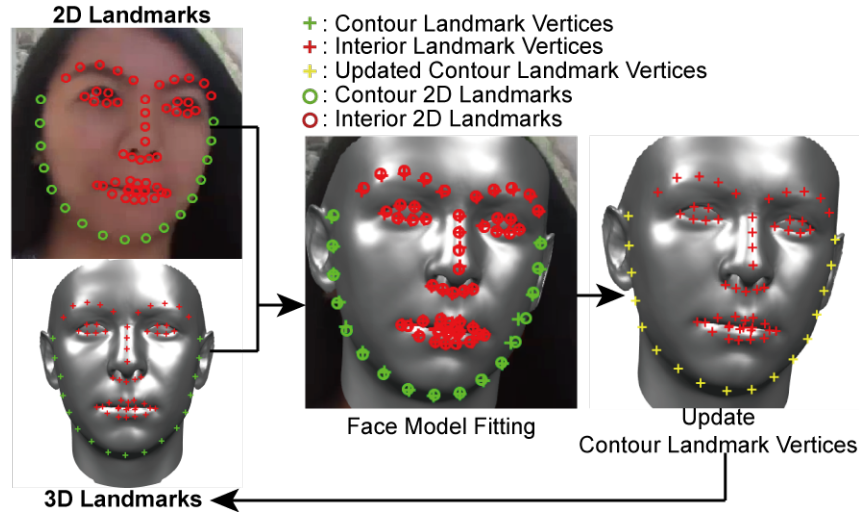 2D Landmarks
+ : Contour Landmark Vertices
+ : Interior Landmark Vertices
+ : Updated Contour Landmark Vertices
o : Contour 2D Landmarks
o : Interior 2D Landmarks
Face Model Fitting
Update
Contour Landmark Vertices
3D Landmarks